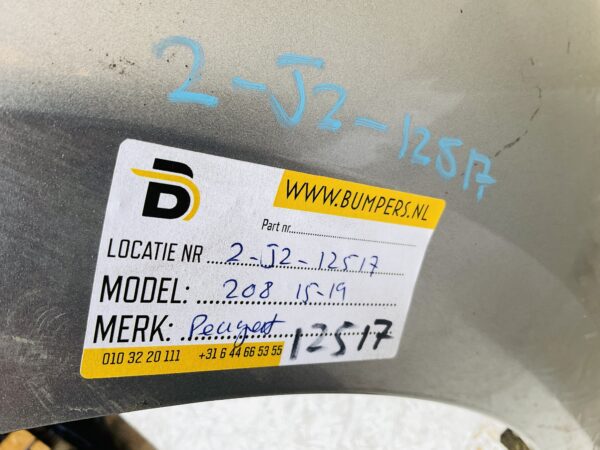 2-J2-12517
B
WWW.BUMPERS.NL
Part nr.
LOCATIE NR 2-J2-12517
MODEL: 208 15-19
MERK: Peugeot
12517
010 32 20 111 +31 6 44 66 53 55